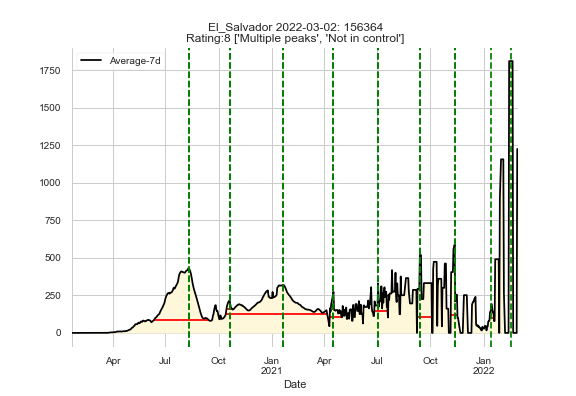 El_Salvador 2022-03-02: 156364
Rating:8 ['Multiple peaks', 'Not in control']
Average-7d
1750
1500
1250
1000
750
500
250
0
Apr
Jul
Oct
Jan
2021
Apr
Jul
Oct
Jan
2022
Date